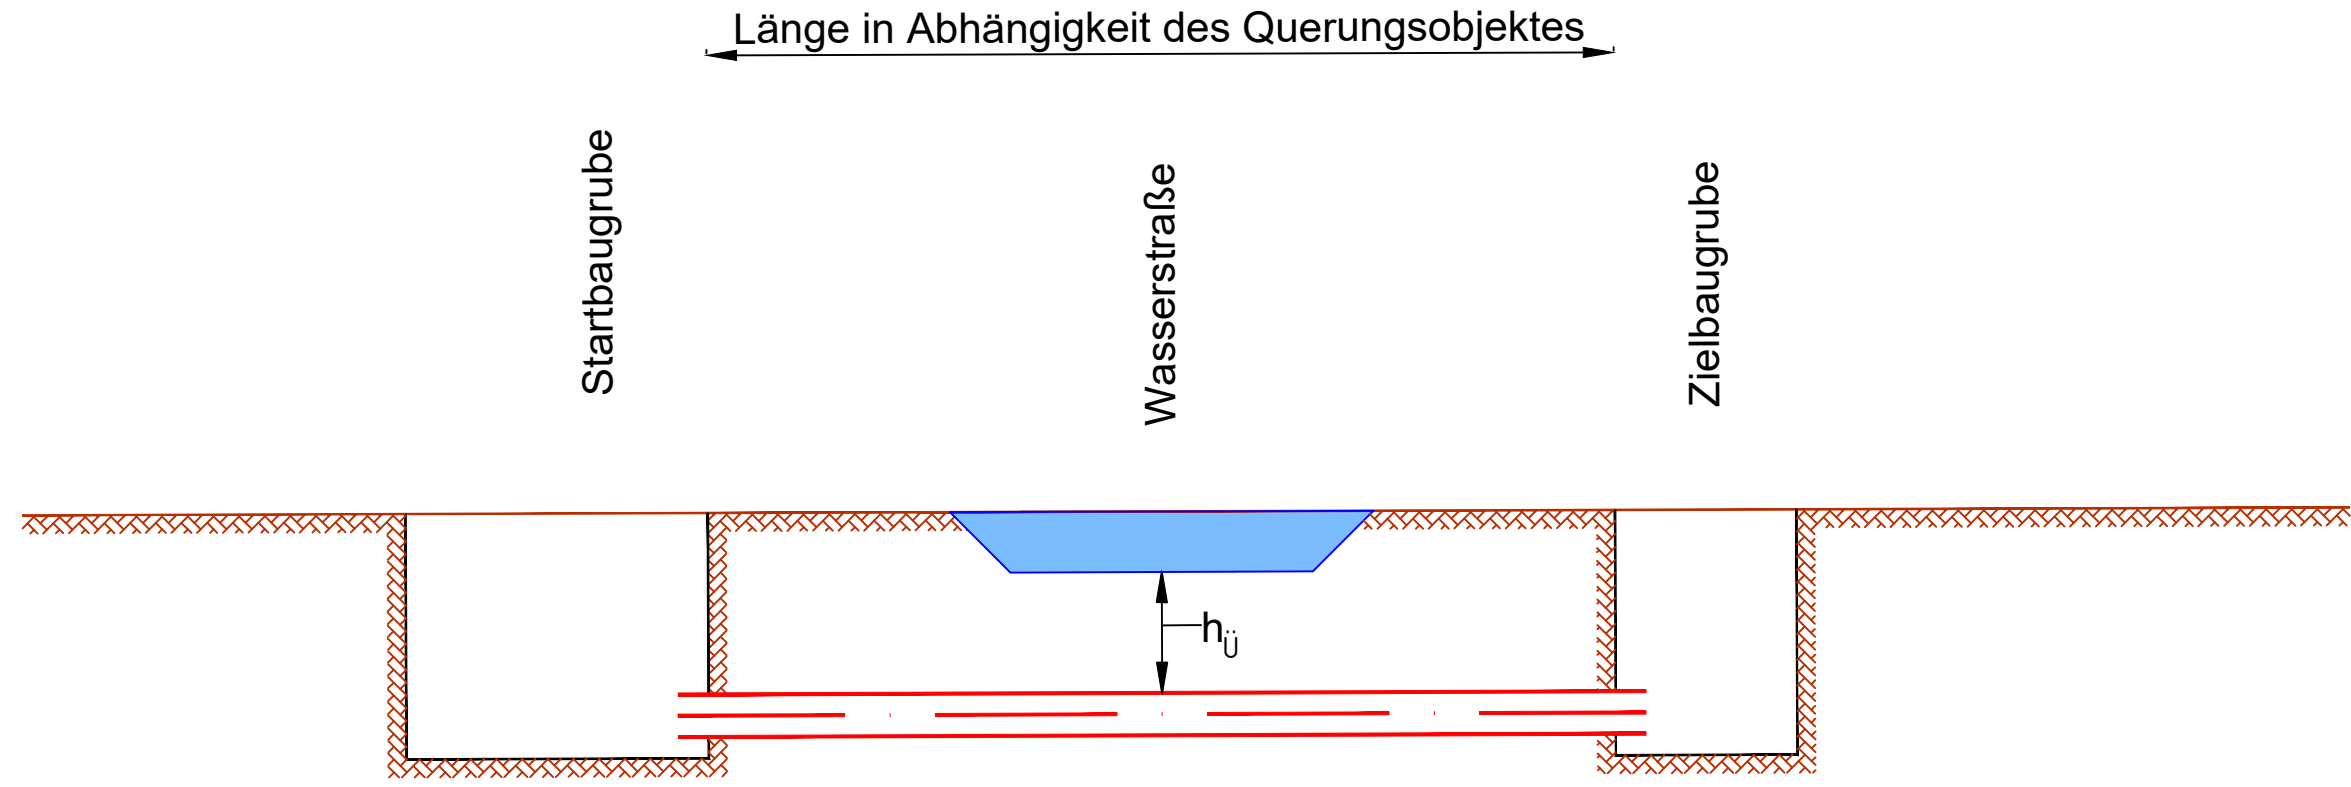 Länge in Abhängigkeit des Querungsobjektes
Startbaugrube
Wasserstraße
Zielbaugrube
hÜ